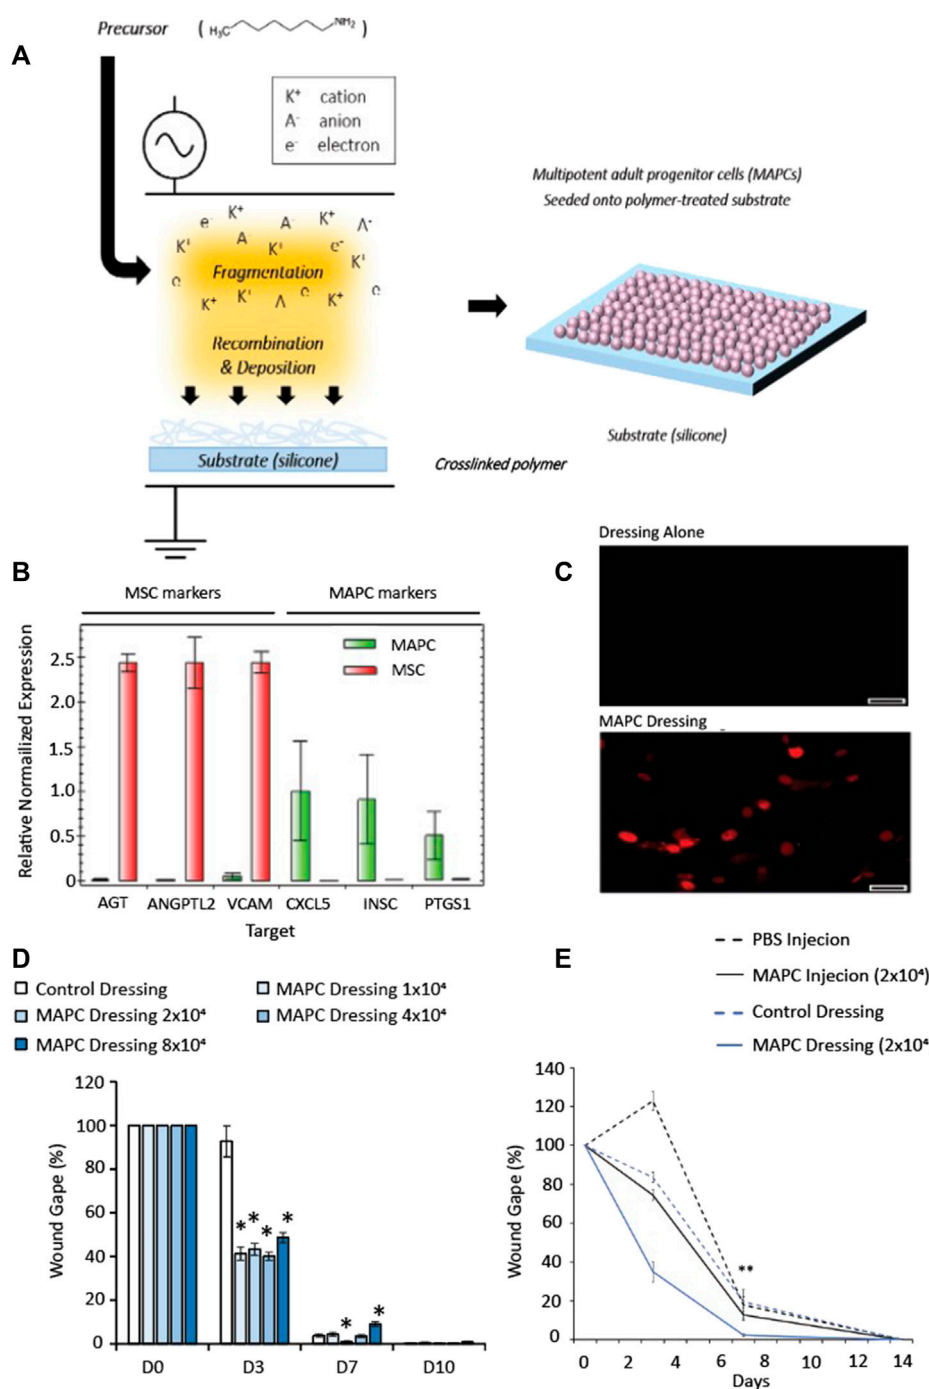 Precursor ( H₃C NH₂ )
A
K⁺ cation
A⁻ anion
e⁻ electron
Multipotent adult progenitor cells (MAPCs)
Seeded onto polymer-treated substrate
e⁻ K⁺ A⁻ K⁺ A⁻
K⁺ A⁻ K⁺ e⁻ K⁺
Fragmentation
e K⁺ K⁺ A e K⁺ e
Recombination
& Deposition
Substrate (silicone)
Crosslinked polymer
Substrate (silicone)
B
MSC markers
MAPC markers
Relative Normailized Expression
2.5
2.0
1.5
1.0
0.5
0
MAPC
MSC
AGT ANGPTL2 VCAM CXCL5 INSC PTGS1
Target
C
Dressing Alone
MAPC Dressing
D
Control Dressing
MAPC Dressing 1x10⁴
MAPC Dressing 2x10⁴
MAPC Dressing 4x10⁴
MAPC Dressing 8x10⁴
Wound Gape (%)
120
100
80
60
40
20
0
* * * *
* *
D0 D3 D7 D10
E
PBS Injecion
MAPC Injecion (2x10⁴)
Control Dressing
MAPC Dressing (2x10⁴
Wound Gape (%)
140
120
100
80
60
40
20
0
**
0 2 4 6 8 10 12 14
Days